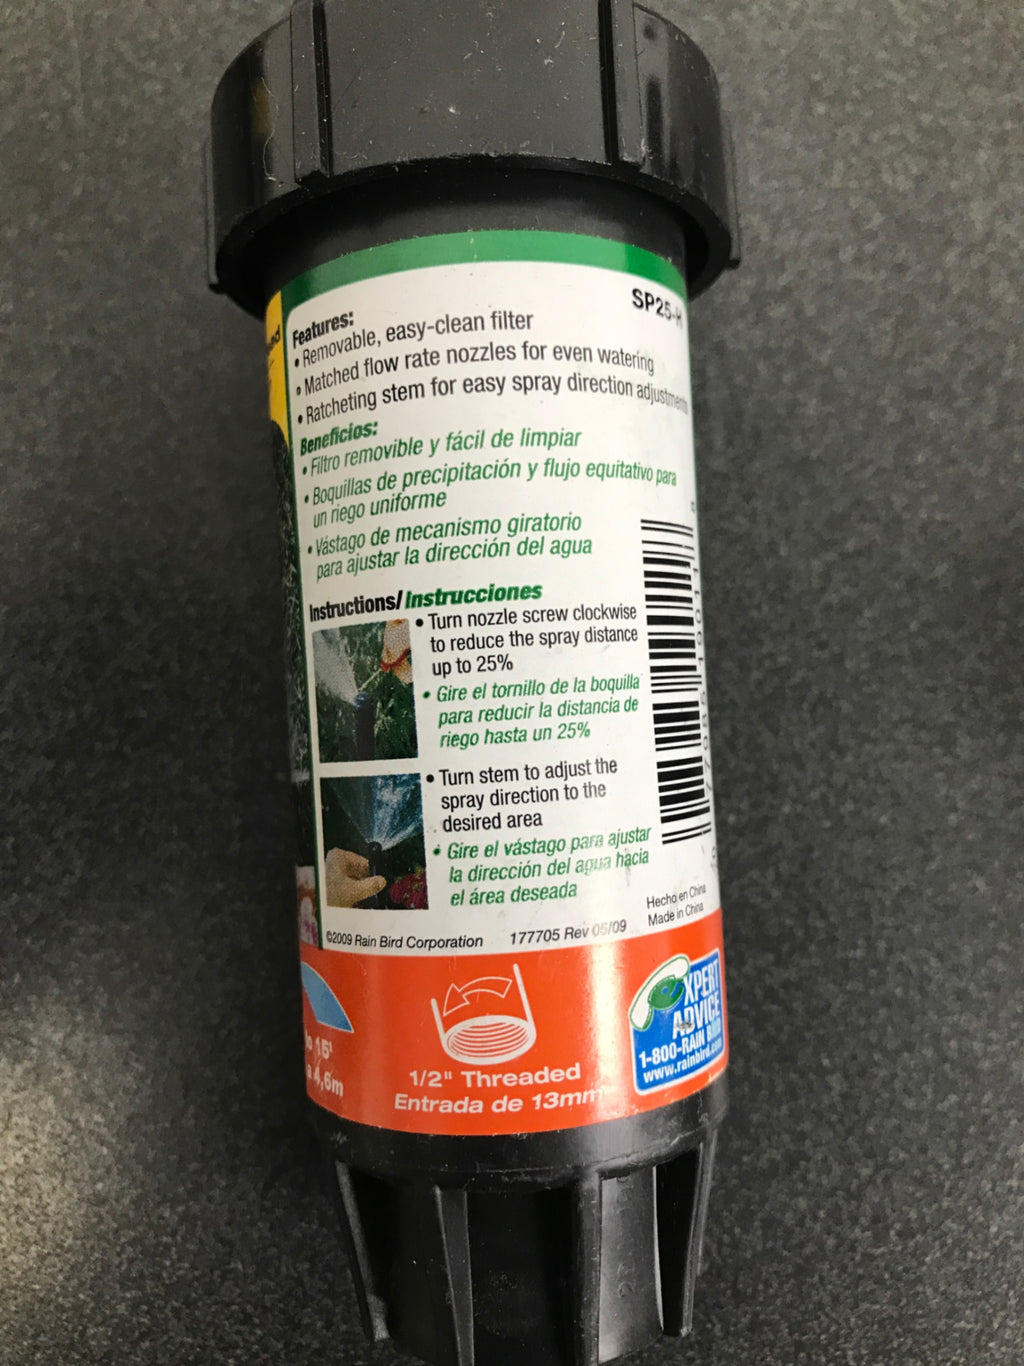 SP25-H
Features:
• Removable, easy-clean filter
• Matched flow rate nozzles for even watering
• Ratcheting stem for easy spray direction adjustments
Beneficios:
• Filtro removible y fácil de limpiar
• Boquillas de precipitación y flujo equitativo para
un riego uniforme
• Vástago de mecanismo giratorio
para ajustar la dirección del agua
Instructions/Instrucciones
• Turn nozzle screw clockwise
to reduce the spray distance
up to 25%
• Gire el tornillo de la boquilla
para reducir la distancia de
riego hasta un 25%
• Turn stem to adjust the
spray direction to the
desired area
• Gire el vástago para ajustar
la dirección del agua hacia
el área deseada
Hecho en China
Made in China
©2009 Rain Bird Corporation 177705 Rev 05/09
15'
4,6m
1/2" Threaded
Entrada de 13mm
EXPERT
ADVICE
1-800-RAIN BIRD
www.rainbird.com